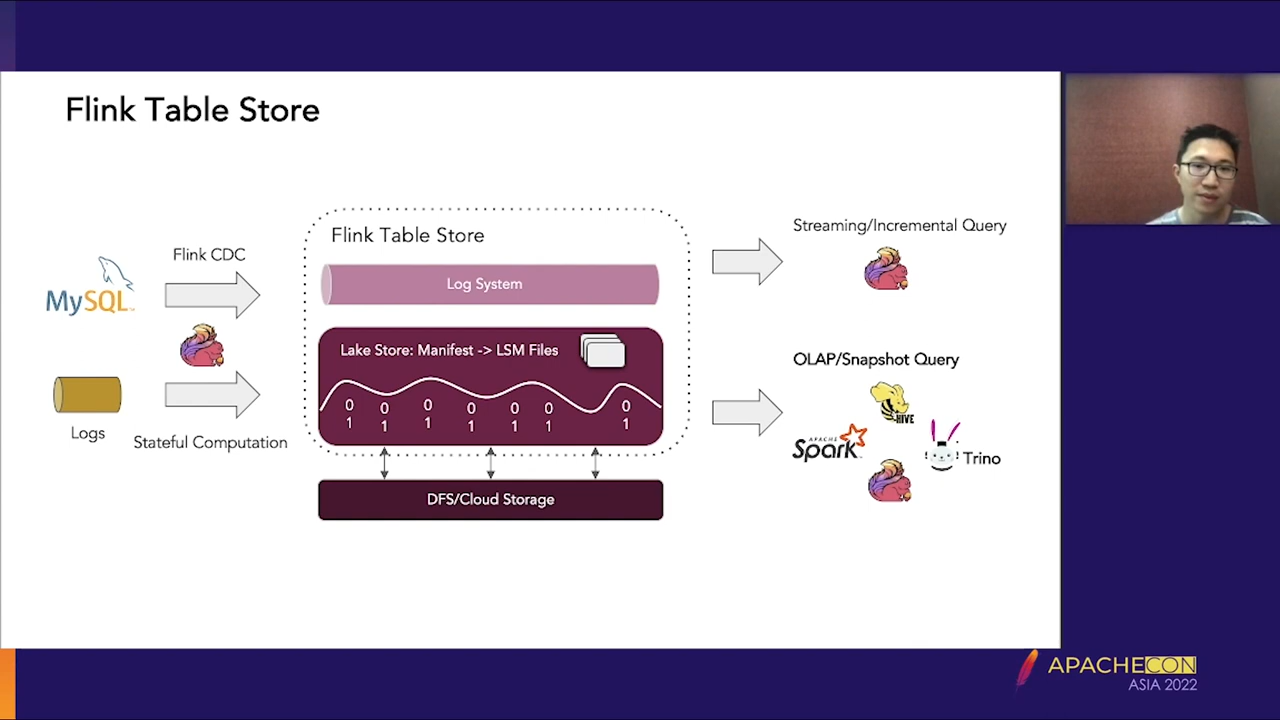 Flink Table Store
Flink CDC
MySQL
Logs
Stateful Computation
Flink Table Store
Log System
Lake Store: Manifest -> LSM Files
0 0 0 0 0 0 0
1 1 1 1 1 1 1
DFS/Cloud Storage
Streaming/Incremental Query
OLAP/Snapshot Query
HIVE
APACHE
Spark
Trino
APACHECON
ASIA 2022